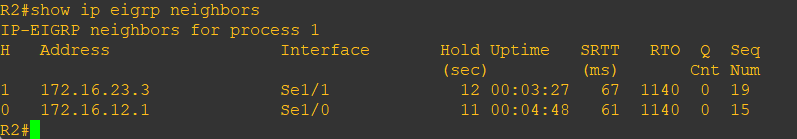 R2#show ip eigrp neighbors
IP-EIGRP neighbors for process 1
H   Address                 Interface       Hold Uptime   SRTT   RTO  Q  Seq
                                            (sec)         (ms)       Cnt Num
1   172.16.23.3             Se1/1             12 00:03:27   67  1140  0  19
0   172.16.12.1             Se1/0             11 00:04:48   61  1140  0  15
R2#